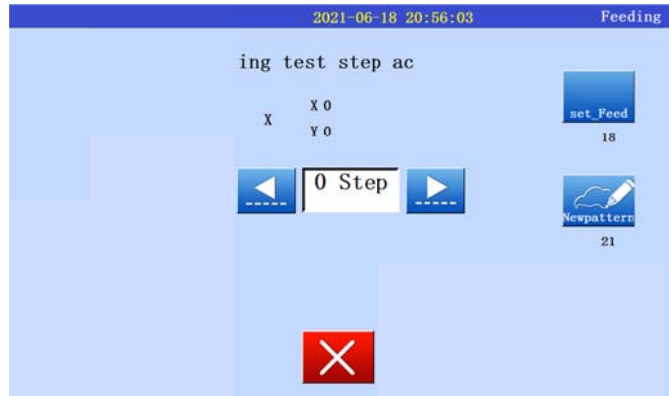 2021-06-18 20:56:03 Feeding
ing test step ac
X 0
X
Y 0
set_Feed
18
0 Step
Newpattern
21